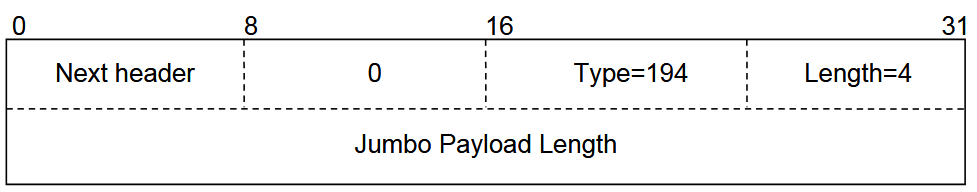 0 8 16 31
Next header 0 Type=194 Length=4
Jumbo Payload Length